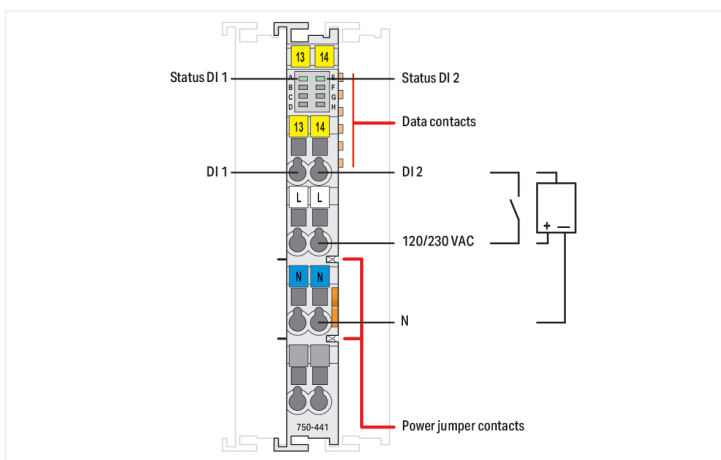 13 14
Status DI 1
A E
Status DI 2
B F
C G
D H
Data contacts
13 14
DI 1
DI 2
L L
+ —
120/230 VAC
N N
N
Power jumper contacts
750-441